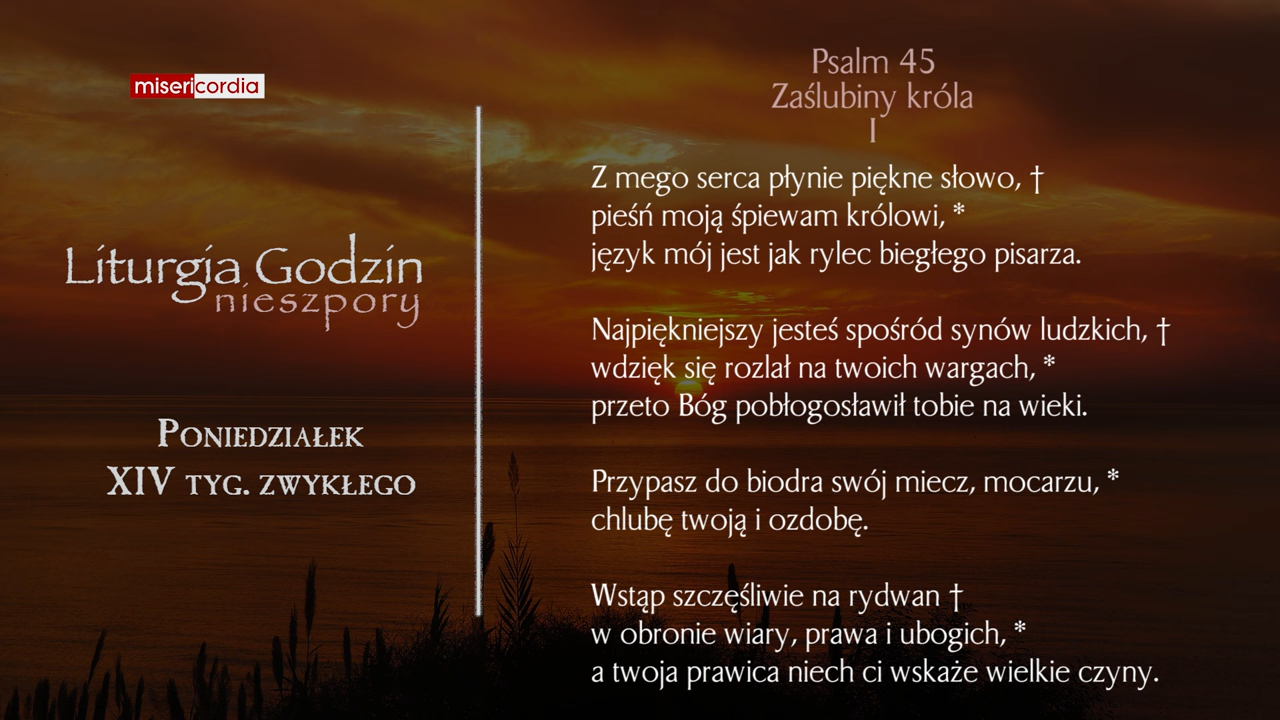 misericordia
Liturgia Godzin
nieszpory
Poniedziałek
XIV tyg. zwykłego
Psalm 45
Zaślubiny króla
I
Z mego serca płynie piękne słowo, †
pieśń moją śpiewam królowi, *
język mój jest jak rylec biegłego pisarza.
Najpiękniejszy jesteś spośród synów ludzkich, †
wdzięk się rozlał na twoich wargach, *
przeto Bóg pobłogosławił tobie na wieki.
Przypasz do biodra swój miecz, mocarzu, *
chlubę twoją i ozdobę.
Wstąp szczęśliwie na rydwan †
w obronie wiary, prawa i ubogich, *
a twoja prawica niech ci wskaże wielkie czyny.